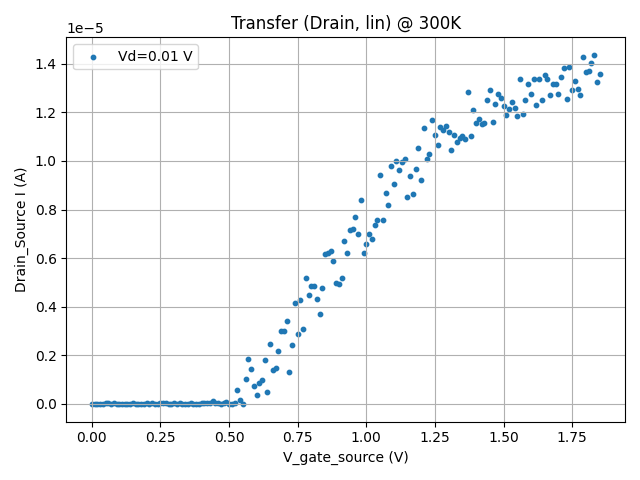 Transfer (Drain, lin) @ 300K
1e−5
Vd=0.01 V
1.4
1.2
1.0
0.8
0.6
0.4
0.2
0.0
Drain_Source I (A)
0.00 0.25 0.50 0.75 1.00 1.25 1.50 1.75
V_gate_source (V)